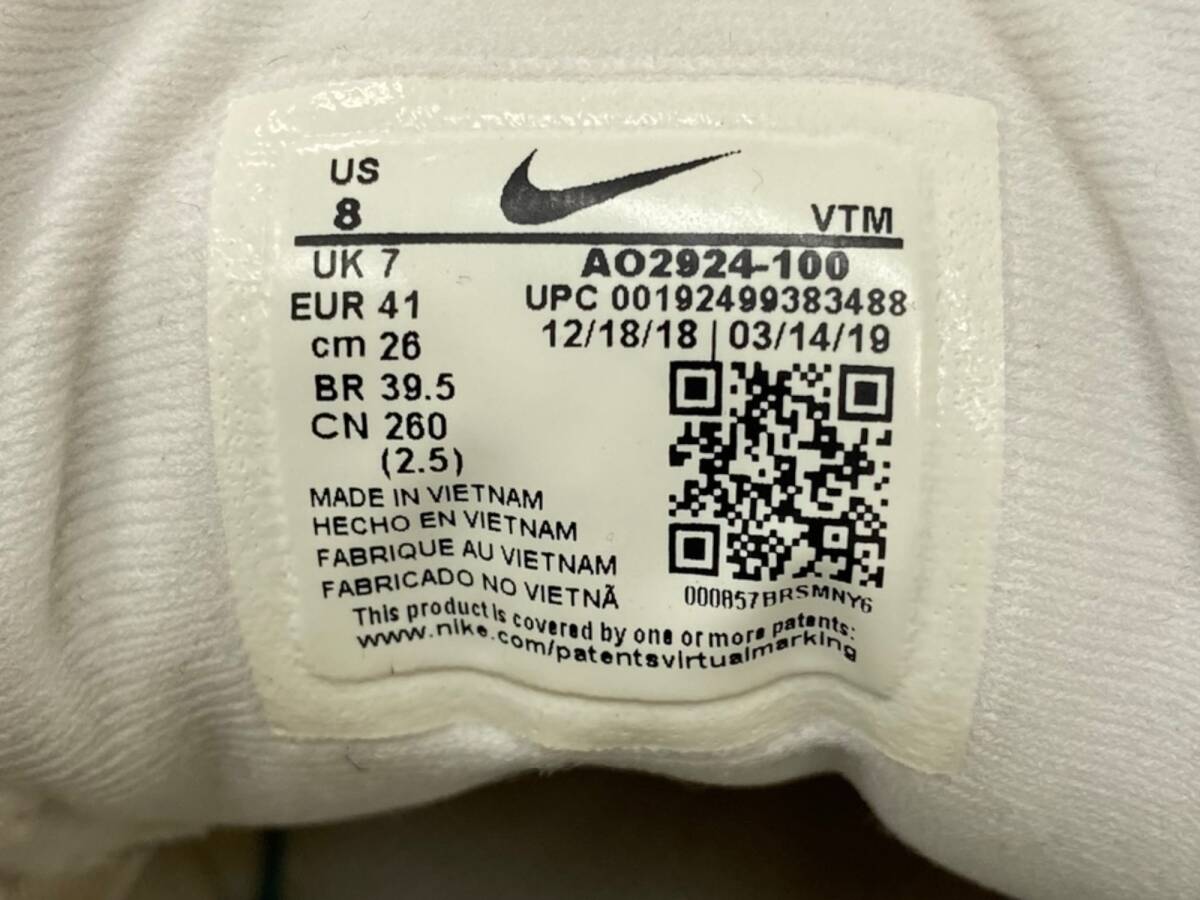 US
8
VTM
UK 7
EUR 41
cm 26
BR 39.5
CN 260
(2.5)
AO2924-100
UPC 00192499383488
12/18/18 | 03/14/19
MADE IN VIETNAM
HECHO EN VIETNAM
FABRIQUE AU VIETNAM
FABRICADO NO VIETNÃ
000857BRSMNY6
This product is covered by one or more patents:
www.nike.com/patentsvirtualmarking